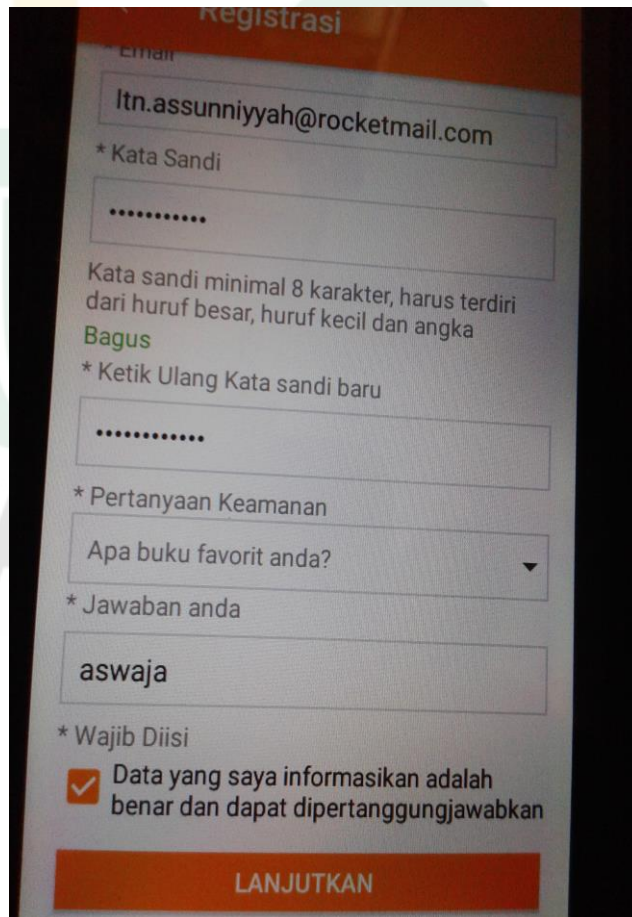 Registrasi
* Email
ltn.assunniyyah@rocketmail.com
* Kata Sandi
•••••••••••
Kata sandi minimal 8 karakter, harus terdiri
dari huruf besar, huruf kecil dan angka
Bagus
* Ketik Ulang Kata sandi baru
••••••••••••
* Pertanyaan Keamanan
Apa buku favorit anda?
* Jawaban anda
aswaja
* Wajib Diisi
Data yang saya informasikan adalah
benar dan dapat dipertanggungjawabkan
LANJUTKAN